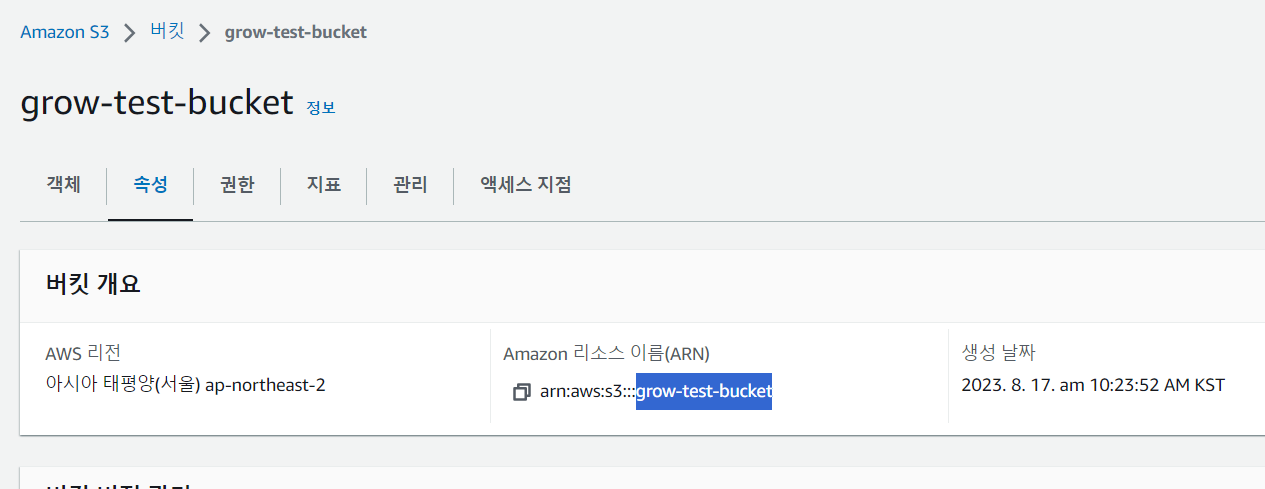 Amazon S3 > 버킷 > grow-test-bucket
grow-test-bucket 정보
객체 속성 권한 지표 관리 액세스 지점
버킷 개요
AWS 리전
아시아 태평양(서울) ap-northeast-2
Amazon 리소스 이름(ARN)
arn:aws:s3:::grow-test-bucket
생성 날짜
2023. 8. 17. am 10:23:52 AM KST